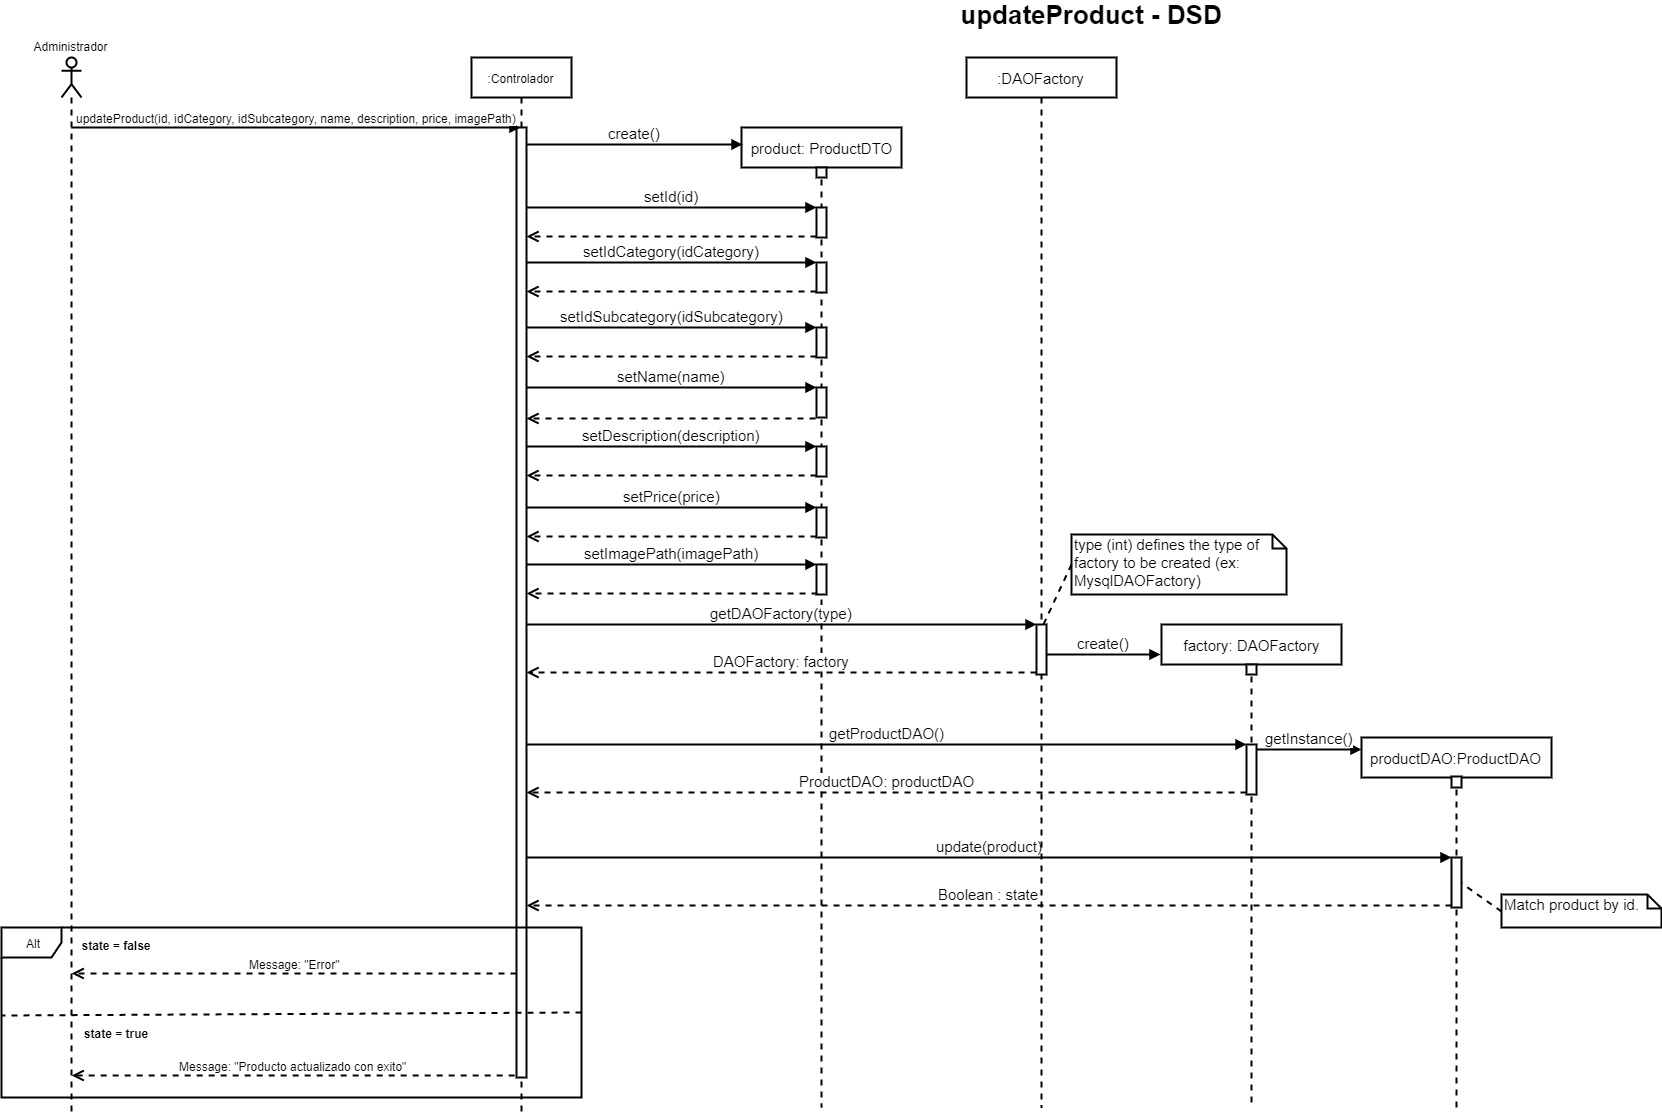 updateProduct - DSD
Administrador
:Controlador
:DAOFactory
updateProduct(id, idCategory, idSubcategory, name, description, price, imagePath)
create()
product: ProductDTO
setId(id)
setIdCategory(idCategory)
setIdSubcategory(idSubcategory)
setName(name)
setDescription(description)
setPrice(price)
type (int) defines the type of
factory to be created (ex:
MysqlDAOFactory)
setImagePath(imagePath)
getDAOFactory(type)
create()
factory: DAOFactory
DAOFactory: factory
getProductDAO()
getInstance()
productDAO:ProductDAO
ProductDAO: productDAO
update(product)
Boolean : state
Match product by id.
Alt
state = false
Message: "Error"
state = true
Message: "Producto actualizado con exito"